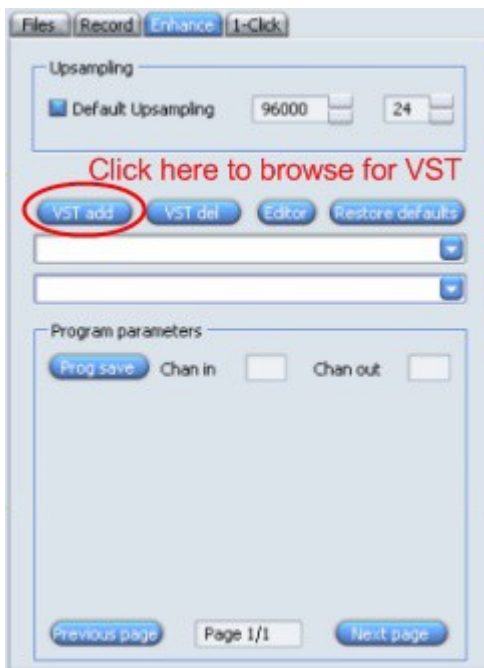 Files Record Enhance 1-Click
Upsampling
Default Upsampling 96000 24
Click here to browse for VST
VST add VST del Editor Restore defaults
Program parameters
Prog save Chan in Chan out
Previous page Page 1/1 Next page